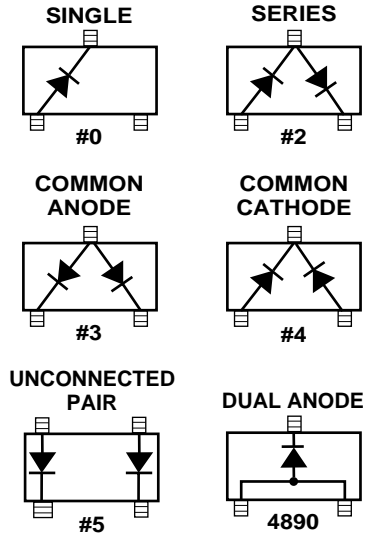 SINGLE
#0
SERIES
#2
COMMON
ANODE
#3
COMMON
CATHODE
#4
UNCONNECTED
PAIR
#5
DUAL ANODE
4890